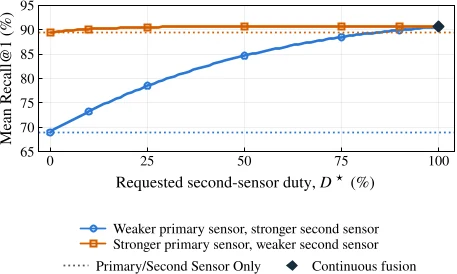 Mean Recall@1 (%)
95
90
85
80
75
70
65
0
25
50
75
100
Requested second-sensor duty, D* (%)
Weaker primary sensor, stronger second sensor
Stronger primary sensor, weaker second sensor
Primary/Second Sensor Only
Continuous fusion